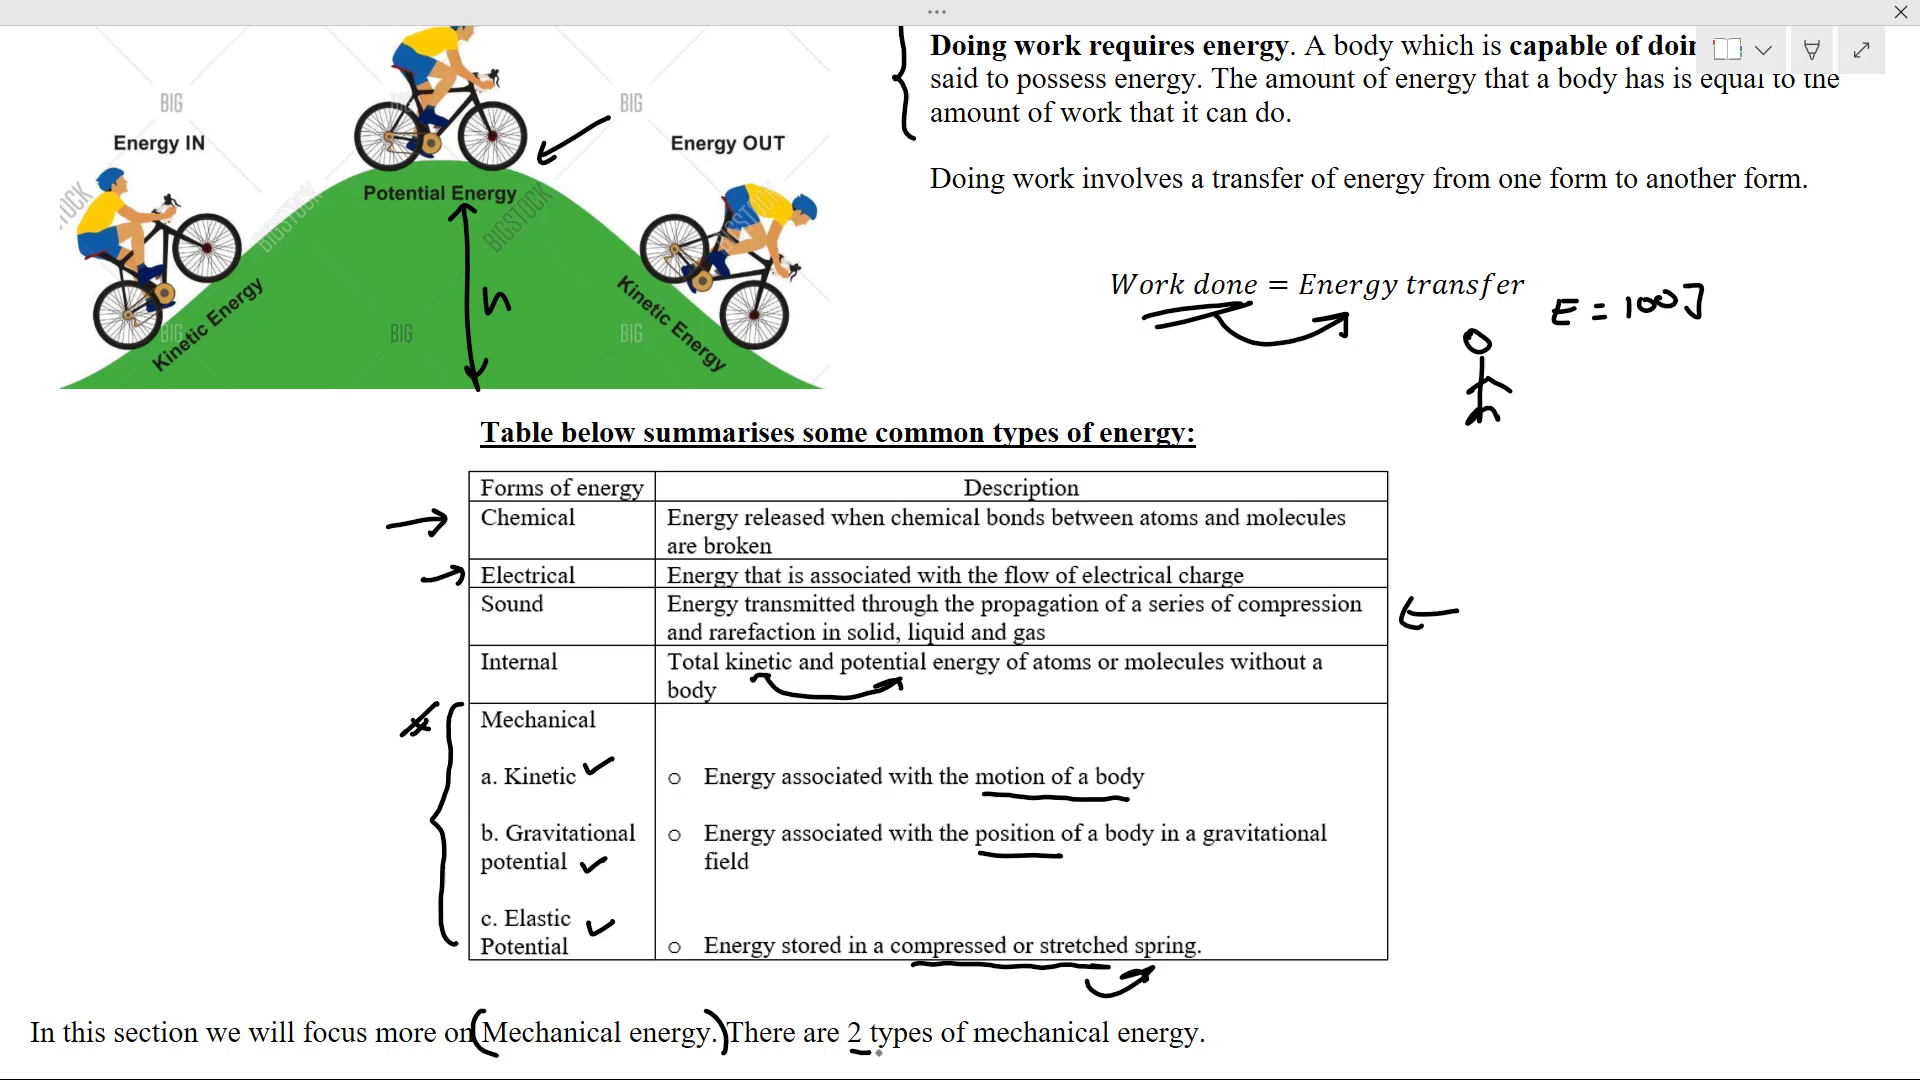 Doing work requires energy. A body which is capable of
said to possess energy. The amount of energy that a body has is equal to the
amount of work that it can do.
Doing work involves a transfer of energy from one form to another form.
Work done = Energy transfer
E = 100J
Energy IN
Energy OUT
Potential Energy
Kinetic Energy
Kinetic Energy
h
BIG
BIG
BIG
BIG
BIG
BIGSTOCK
BIGSTOCK
BIGSTOCK
Table below summarises some common types of energy:
Forms of energy Description
Chemical Energy released when chemical bonds between atoms and molecules
are broken
Electrical Energy that is associated with the flow of electrical charge
Sound Energy transmitted through the propagation of a series of compression
and rarefaction in solid, liquid and gas
Internal Total kinetic and potential energy of atoms or molecules without a
body
Mechanical
a. Kinetic o Energy associated with the motion of a body
b. Gravitational o Energy associated with the position of a body in a gravitational
potential field
c. Elastic
Potential o Energy stored in a compressed or stretched spring.
In this section we will focus more on (Mechanical energy.) There are 2 types of mechanical energy.